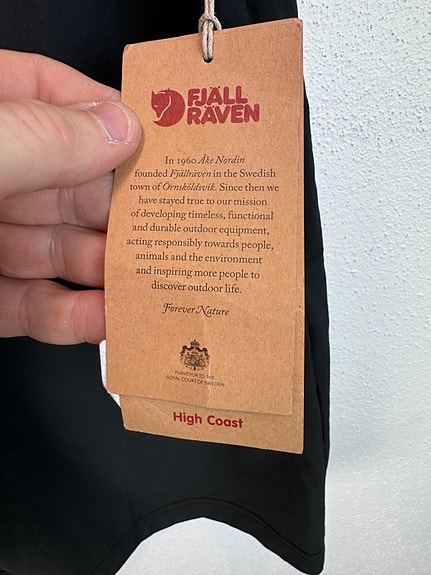 FJÄLL
RÄVEN
In 1960 Åke Nordin
founded Fjällräven in the Swedish
town of Örnsköldsvik. Since then we
have stayed true to our mission
of developing timeless, functional
and durable outdoor equipment,
acting responsibly towards people,
animals and the environment
and inspiring more people to
discover outdoor life.
Forever Nature
PURVEYOR TO THE
ROYAL COURT OF SWEDEN
High Coast